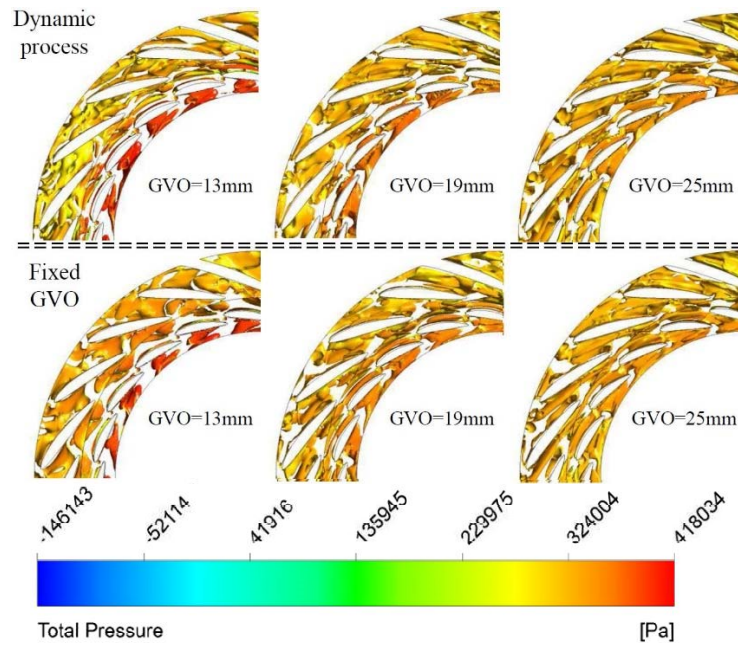 Dynamic
process
GVO=13mm
GVO=19mm
GVO=25mm
Fixed
GVO
GVO=13mm
GVO=19mm
GVO=25mm
-146143
-52114
41916
135945
229975
324004
418034
Total Pressure
[Pa]